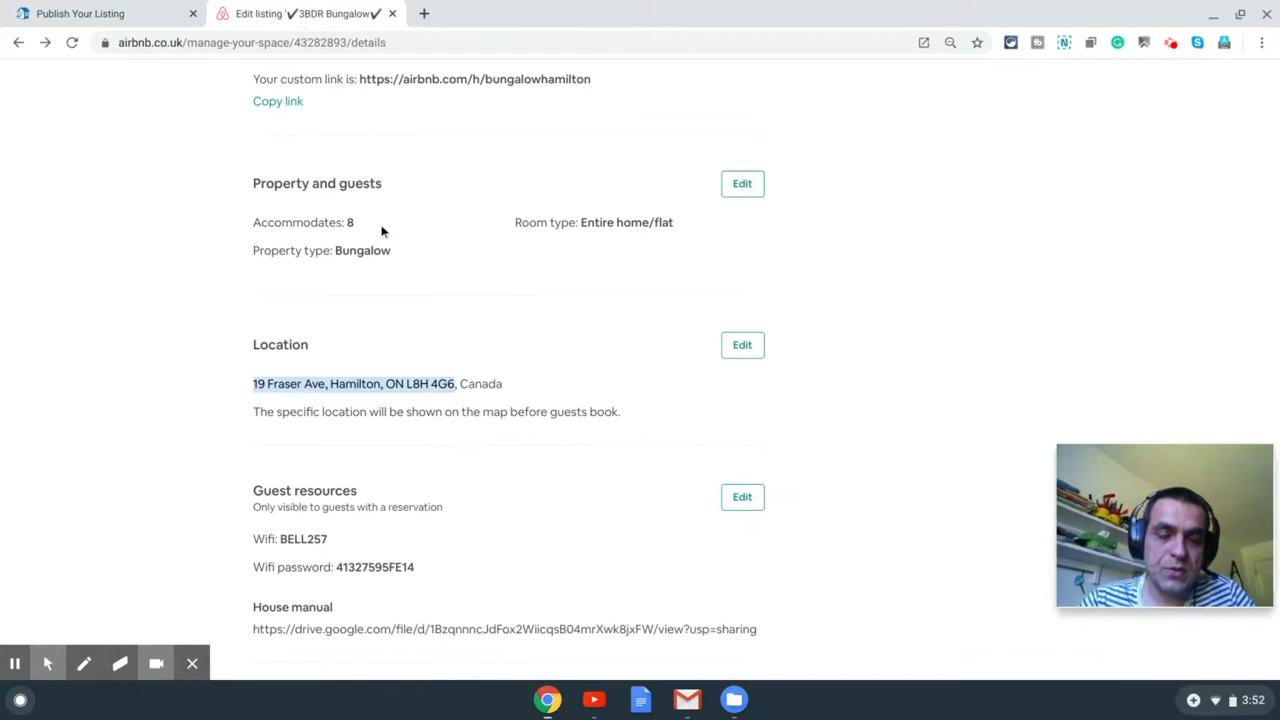 Publish Your Listing
Edit listing '✔3BDR Bungalow✔
airbnb.co.uk/manage-your-space/43282893/details
Your custom link is: https://airbnb.com/h/bungalowhamilton
Copy link
Property and guests
Edit
Accommodates: 8
Room type: Entire home/flat
Property type: Bungalow
Location
Edit
19 Fraser Ave, Hamilton, ON L8H 4G6, Canada
The specific location will be shown on the map before guests book.
Guest resources
Edit
Only visible to guests with a reservation
Wifi: BELL257
Wifi password: 41327595FE14
House manual
https://drive.google.com/file/d/1BzqnnncJdFox2WiicqsB04mrXwk8jxFW/view?usp=sharing
3:52